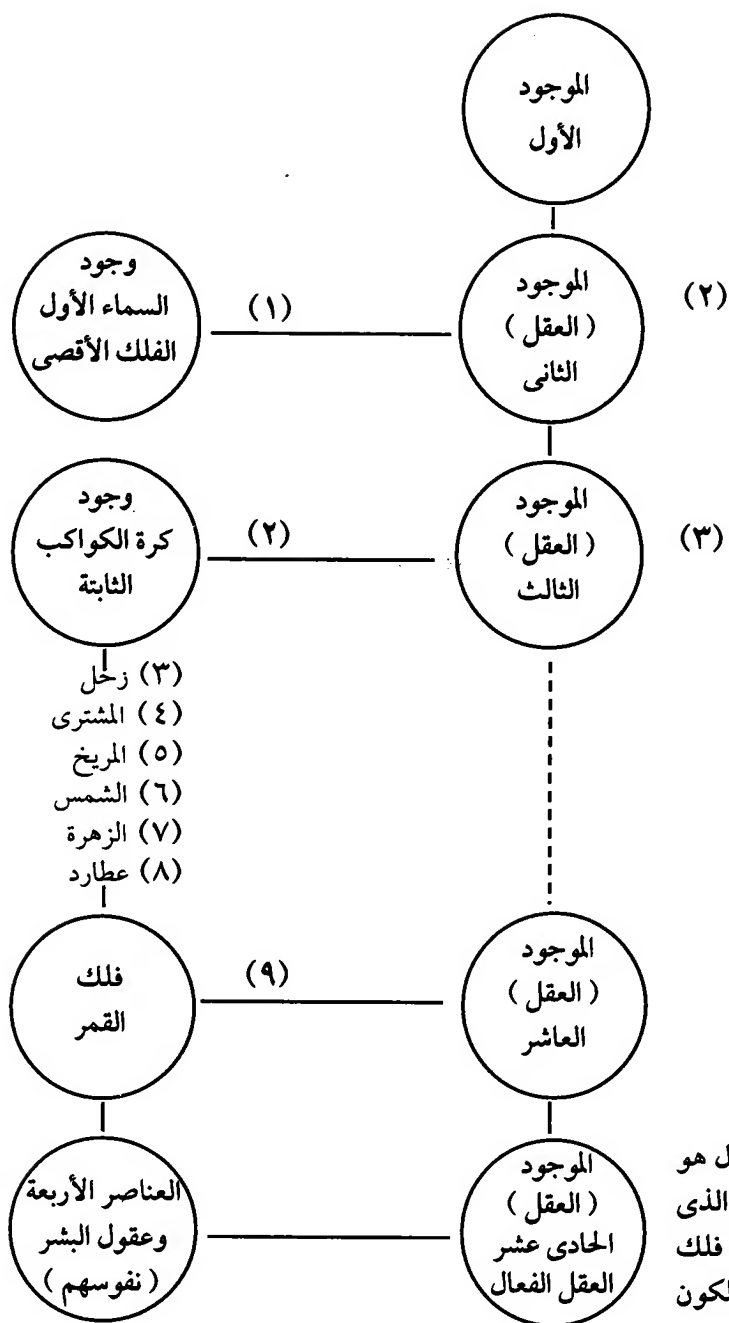 الموجود
الأول
(٢)
الموجود
( العقل )
الثانى
(١)
وجود
السماء الأول
الفلك الأقصى
(٣)
الموجود
( العقل )
الثالث
(٢)
وجود
كرة الكواكب
الثابتة
(٣) زحل
(٤) المشترى
(٥) المريخ
(٦) الشمس
(٧) الزهرة
(٨) عطارد
الموجود
( العقل )
العاشر
(٩)
فلك
القمر
ل هو
الذى
فلك
لكون
الموجود
( العقل )
الحادى عشر
العقل الفعال
العناصر الأربعة
وعقول البشر
( نفوسهم )